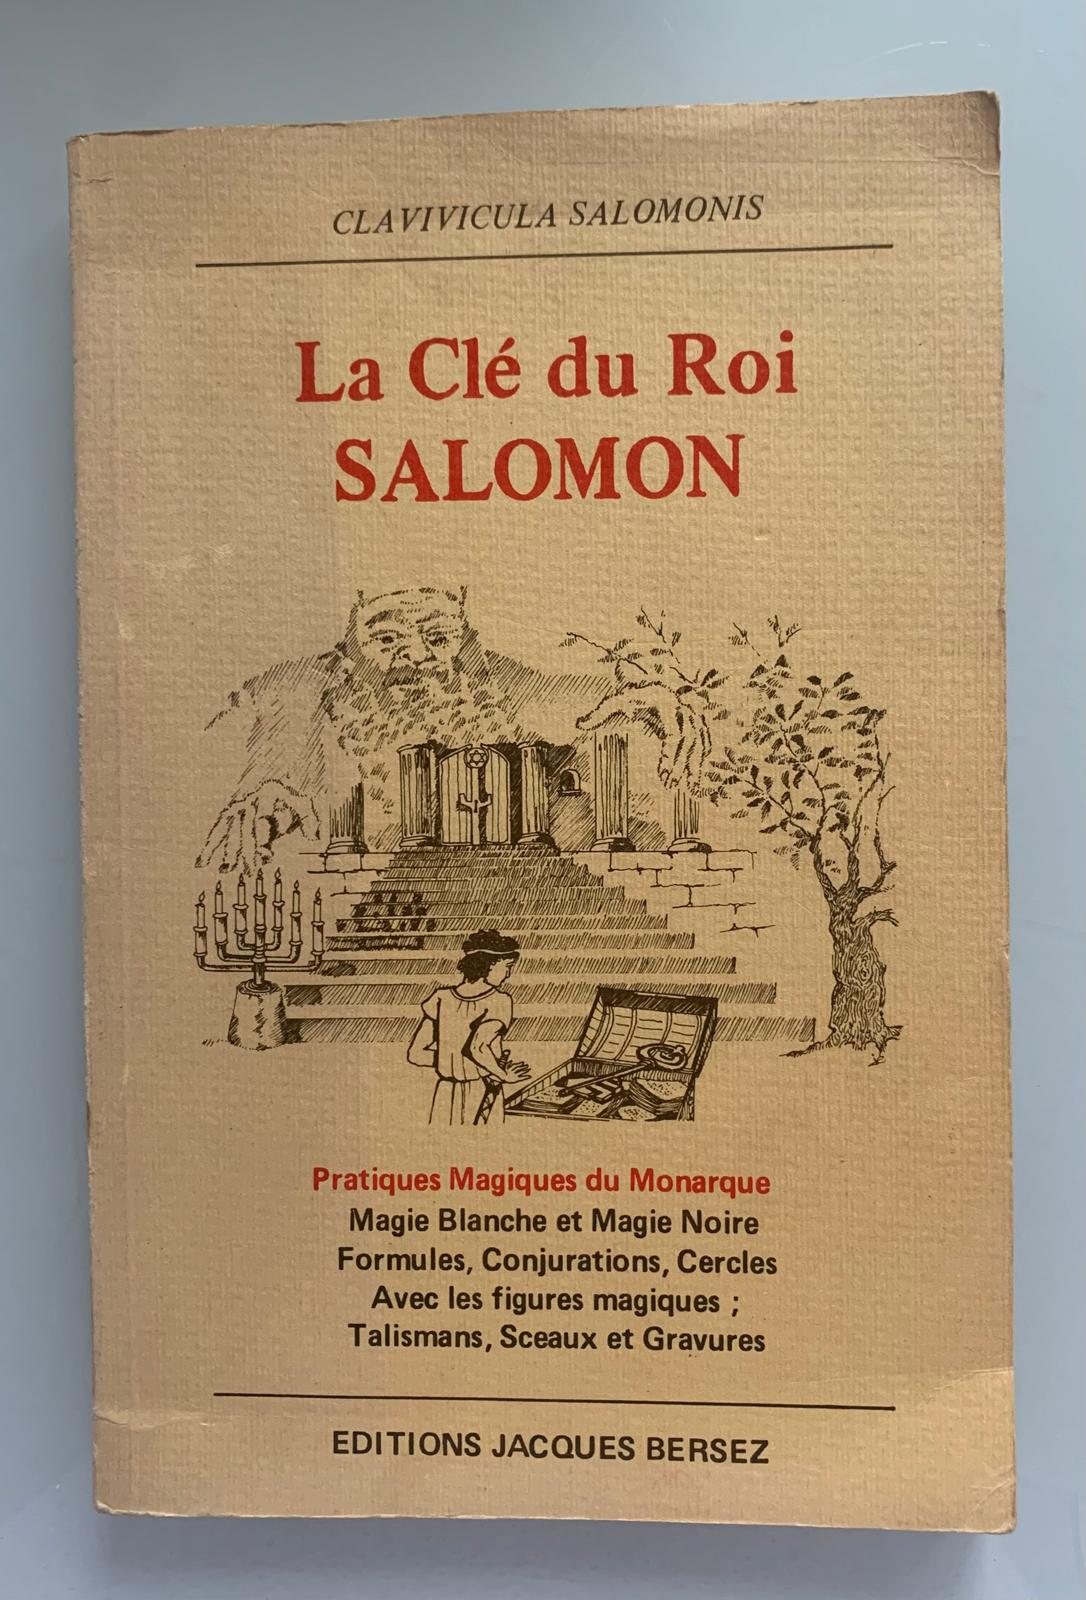 CLAVIVICULA SALOMONIS
La Clé du Roi
SALOMON
Pratiques Magiques du Monarque
Magie Blanche et Magie Noire
Formules, Conjurations, Cercles
Avec les figures magiques ;
Talismans, Sceaux et Gravures
EDITIONS JACQUES BERSEZ